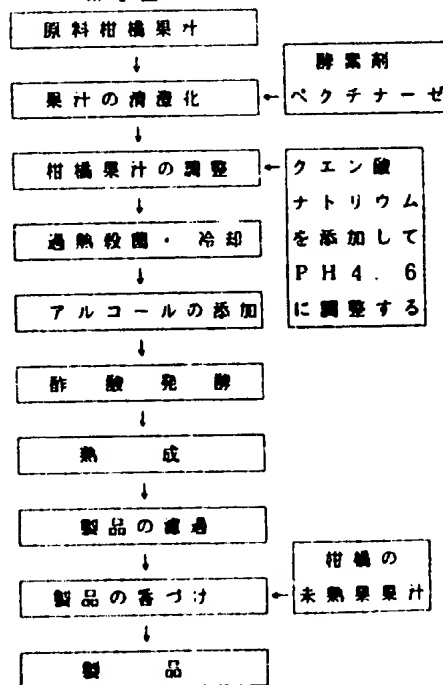 原料柑橘果汁
酵素剤
ペクチナーゼ
果汁の清澄化
柑橘果汁の調整
クエン酸
ナトリウム
を添加して
PH4.6
に調整する
過熱殺菌・冷却
アルコールの添加
酢酸発酵
熟成
製品の濾過
柑橘の
未熟果果汁
製品の香づけ
製品